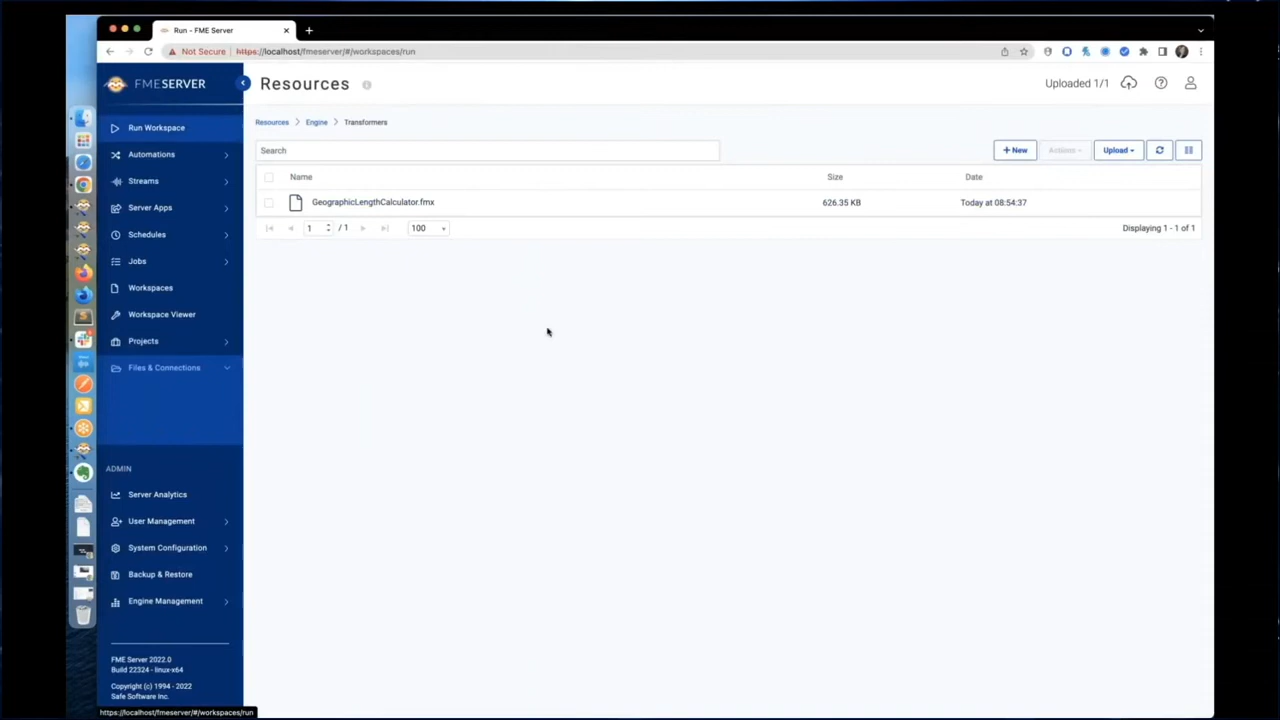 Run - FME Server
Not Secure
https://localhost/fmeserver/#/workspaces/run
FMESERVER
Resources
Uploaded 1/1
Resources
Engine
Transformers
Search
+ New
Actions
Upload
Name
Size
Date
GeographicLengthCalculator.fmx
626.35 KB
Today at 08:54:37
1
/ 1
100
Displaying 1 - 1 of 1
Run Workspace
Automations
Streams
Server Apps
Schedules
Jobs
Workspaces
Workspace Viewer
Projects
Files & Connections
ADMIN
Server Analytics
User Management
System Configuration
Backup & Restore
Engine Management
FME Server 2022.0
Build 22324 - linux-x64
Copyright (c) 1994 - 2022
Safe Software Inc.
https://localhost/fmeserver/#/workspaces/run